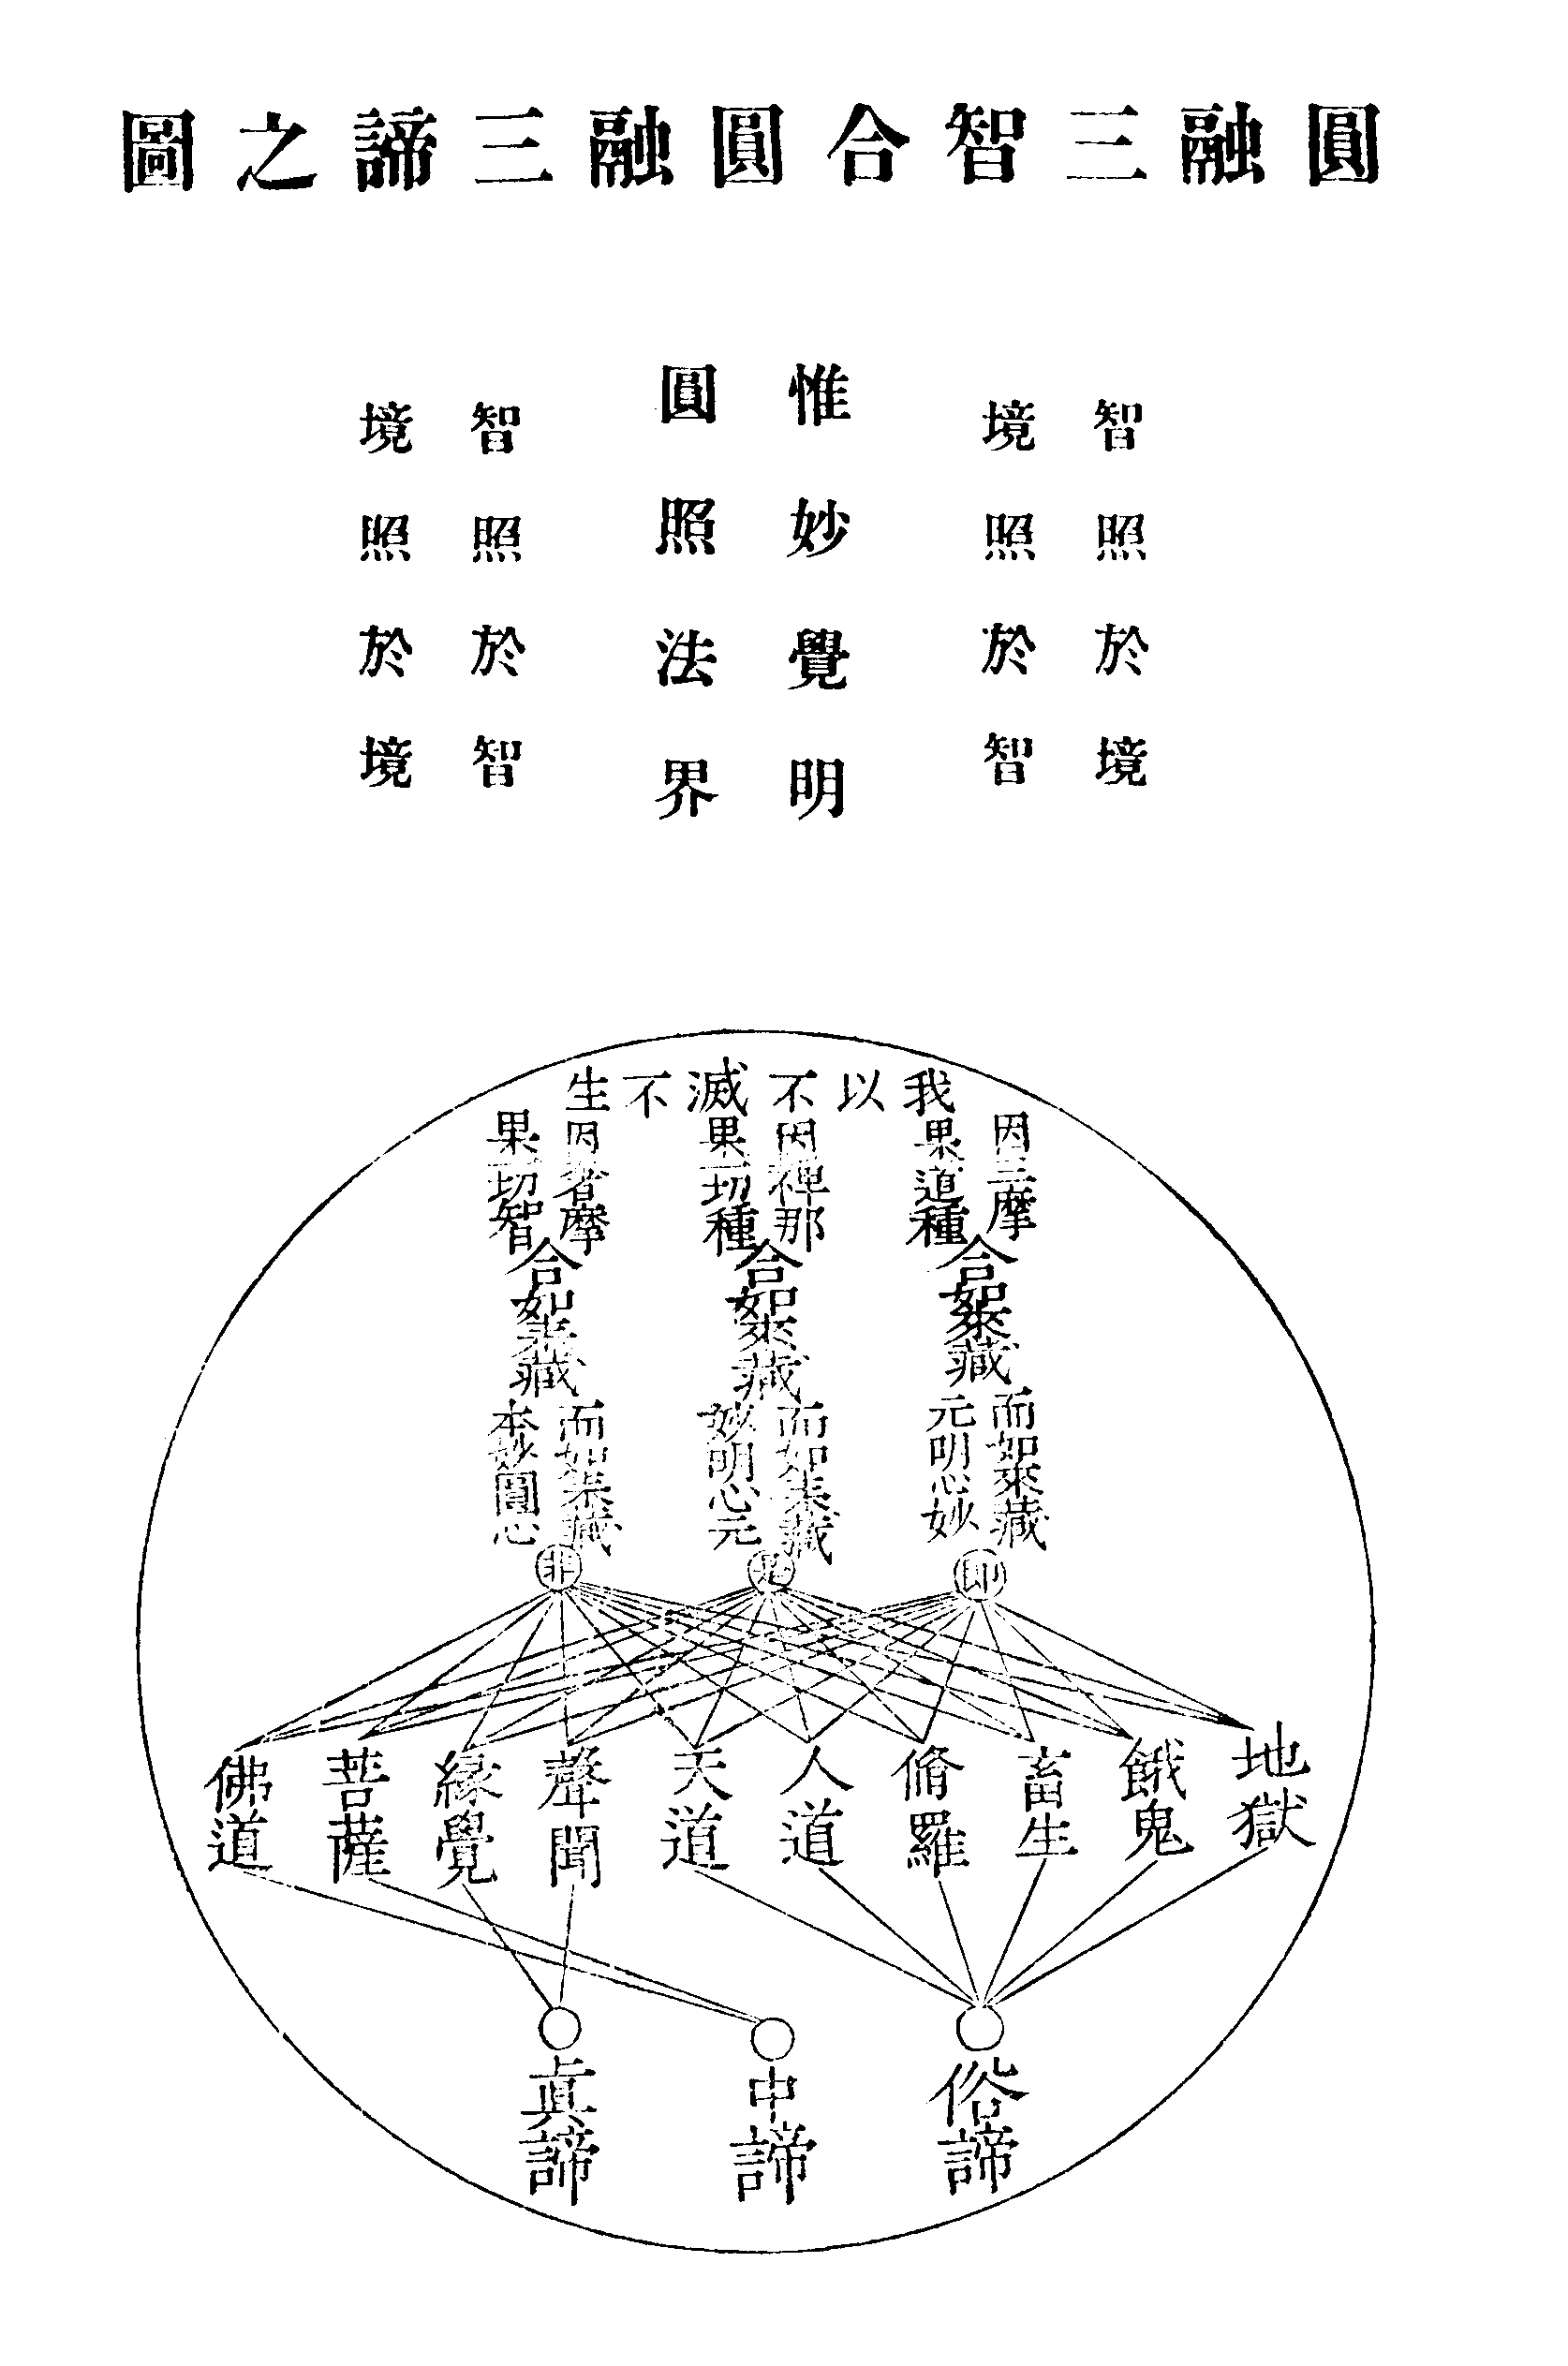 圓融三智合圓融三諦之圖
智照於境
境照於智
惟妙覺明
圓照法界
智照於智
境照於境
我以不滅不生
因三摩
果道種
合如來藏
而如來藏
元明心妙
即
因禪那
果一切種
合如來藏
而如來藏
妙明心元
因奢摩
果一切智
合如來藏
而如來藏
本妙圓心
非
地獄
餓鬼
畜生
脩羅
人道
天道
聲聞
緣覺
菩薩
佛道
俗諦
中諦
眞諦